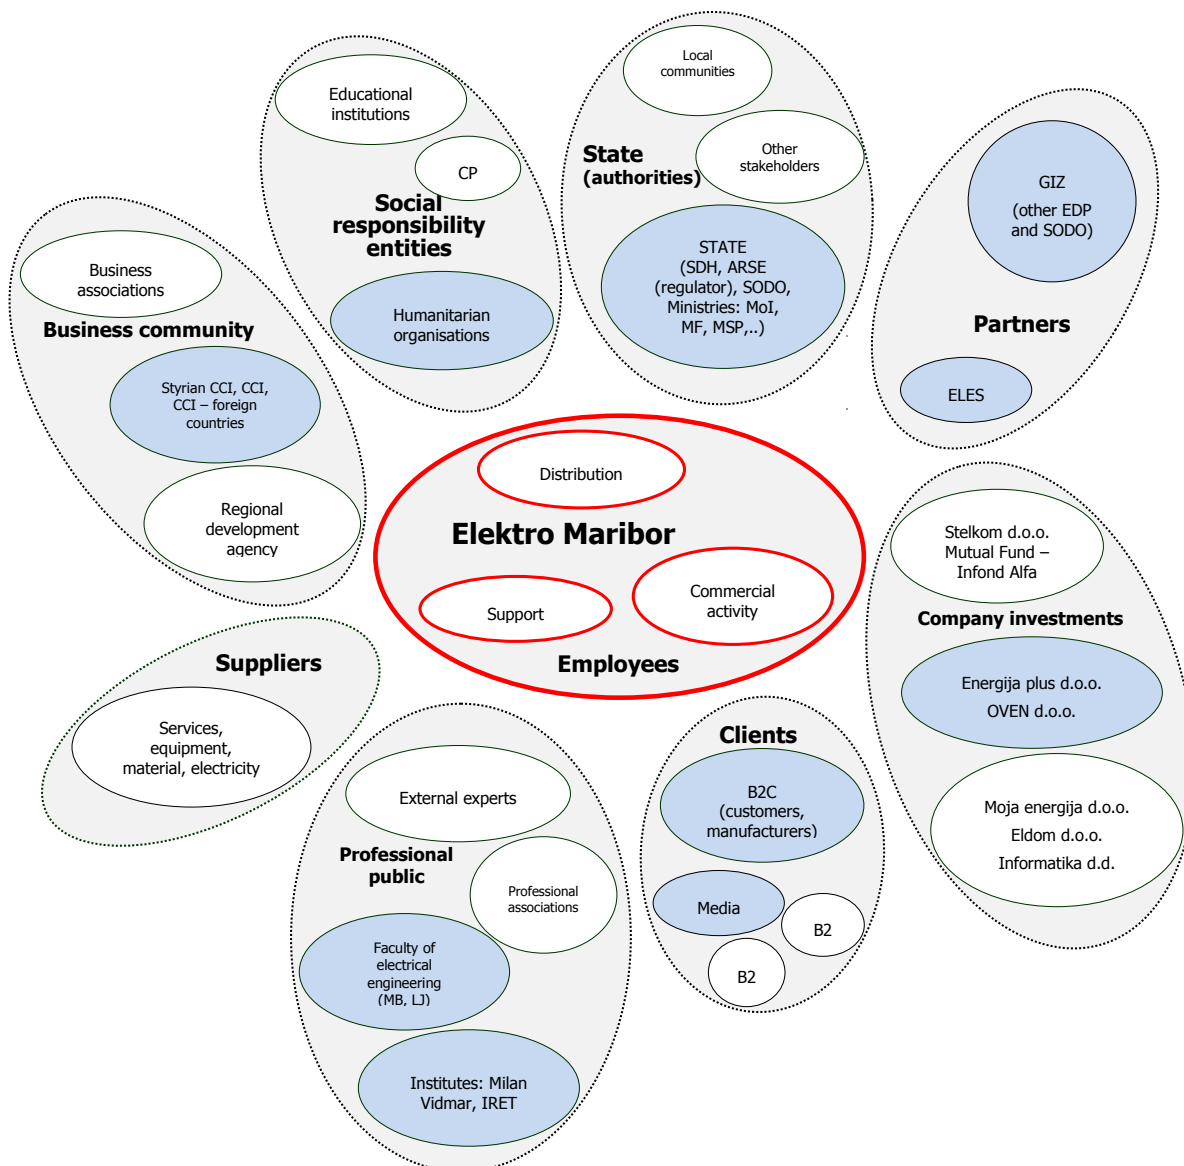 Local
communities
Educational
institutions
Other
stakeholders
State
(authorities)
CP
Social
responsibility
entities
GIZ
(other EDP
and SODO)
STATE
(SDH, ARSE
(regulator), SODO,
Ministries: MoI,
MF, MSP,..)
Business
associations
Business community
Humanitarian
organisations
Partners
Styrian CCI, CCI,
CCI – foreign
countries
ELES
Distribution
Regional
development
agency
Elektro Maribor
Stelkom d.o.o.
Mutual Fund –
Infond Alfa
Commercial
activity
Support
Company investments
Employees
Suppliers
Energija plus d.o.o.
OVEN d.o.o.
Services,
equipment,
material, electricity
Clients
External experts
B2C
(customers,
manufacturers)
Moja energija d.o.o.
Eldom d.o.o.
Informatika d.d.
Professional
public
Professional
associations
Media
B2
B2
Faculty of
electrical
engineering
(MB, LJ)
Institutes: Milan
Vidmar, IRET